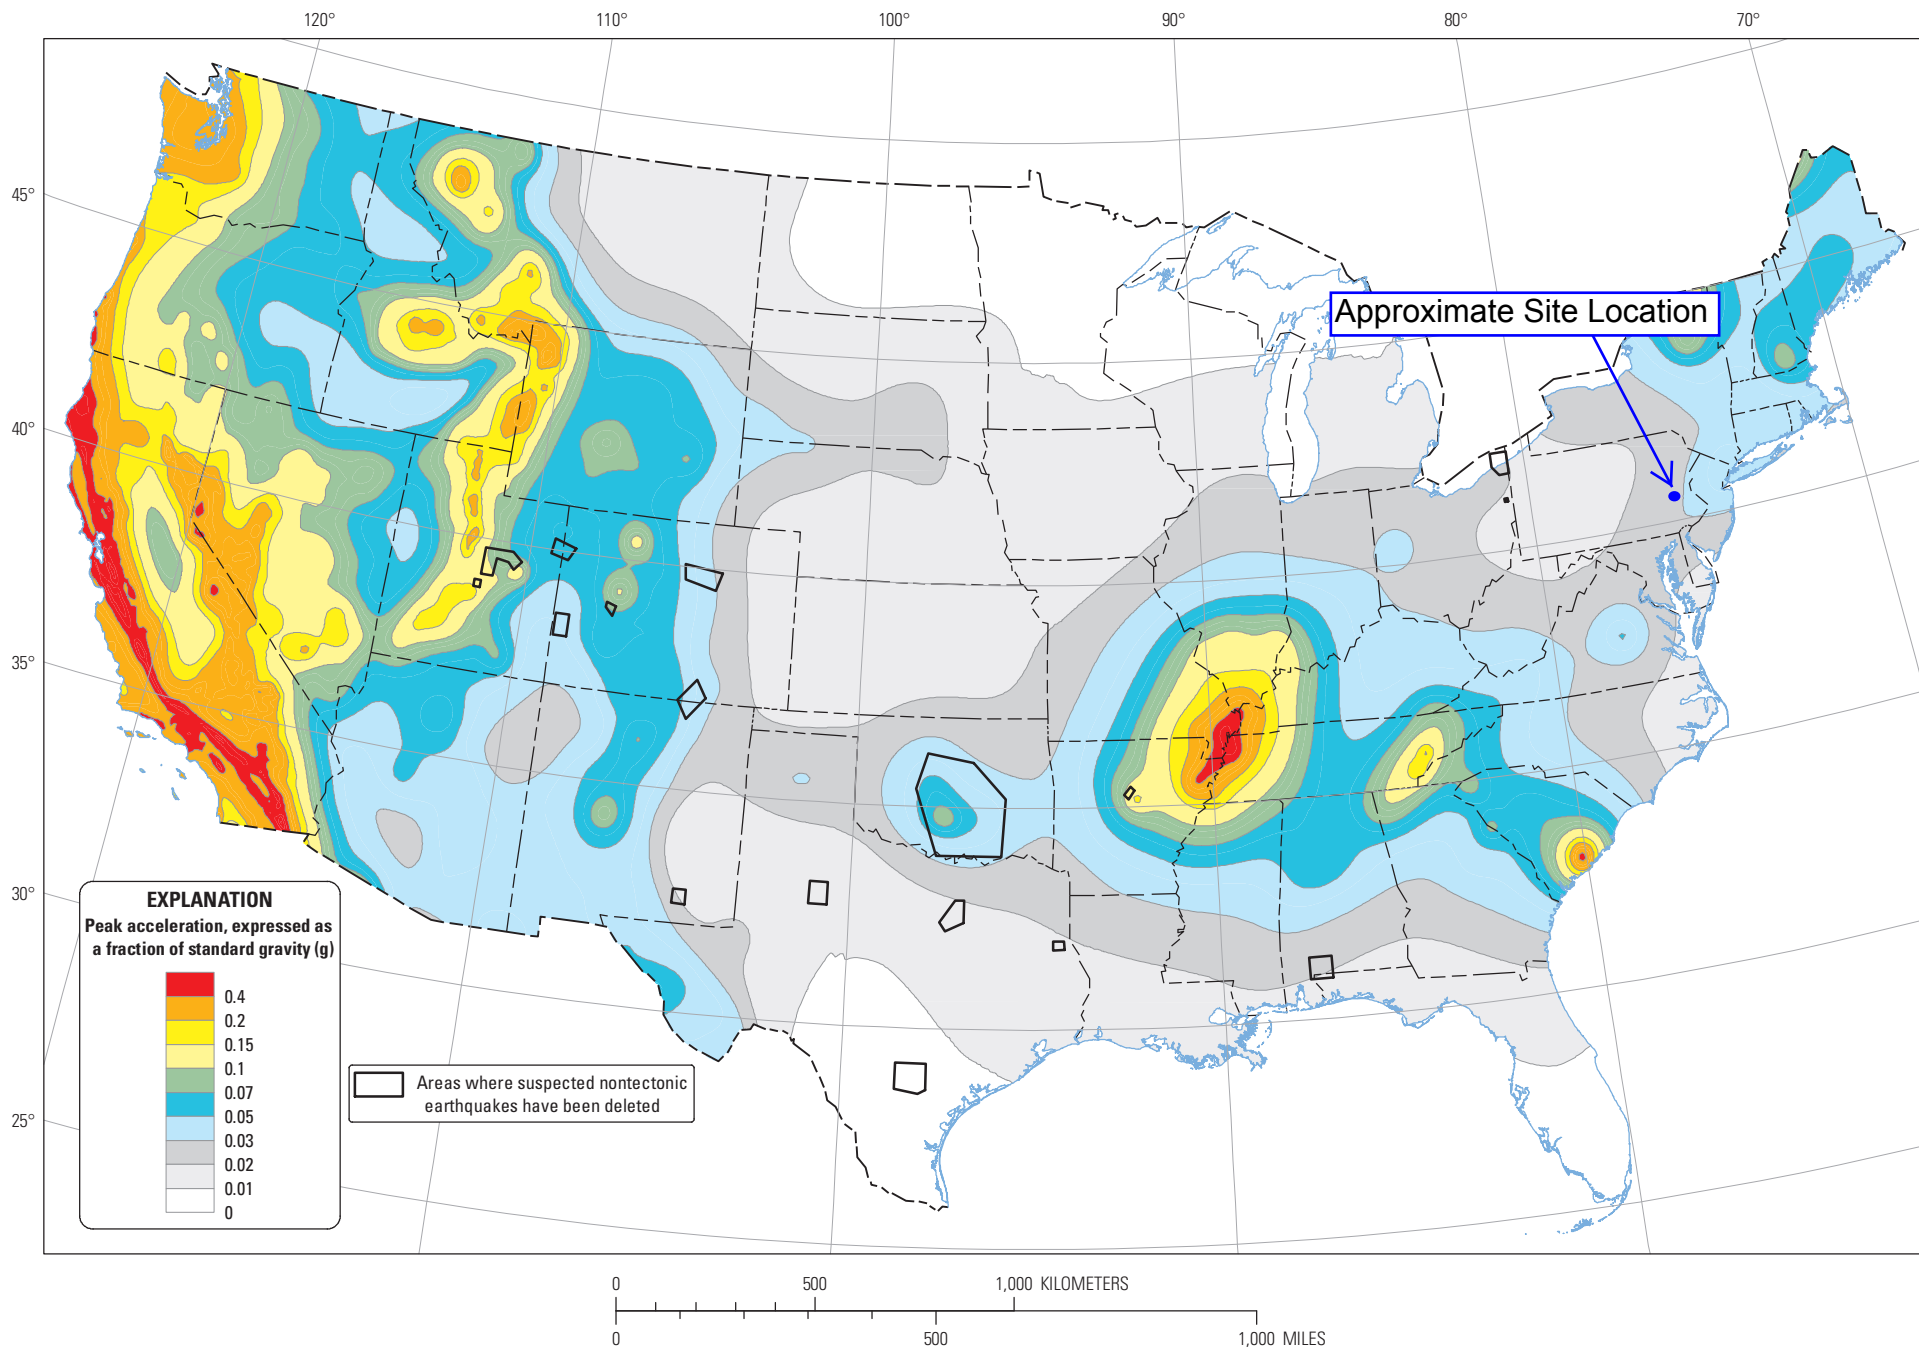 120° 110° 100° 90° 80° 70°
45°
40°
35°
30°
25°
Approximate Site Location
EXPLANATION
Peak acceleration, expressed as
a fraction of standard gravity (g)
0.4
0.2
0.15
0.1
0.07
0.05
0.03
0.02
0.01
0
Areas where suspected nontectonic
earthquakes have been deleted
0 500 1,000 KILOMETERS
0 500 1,000 MILES